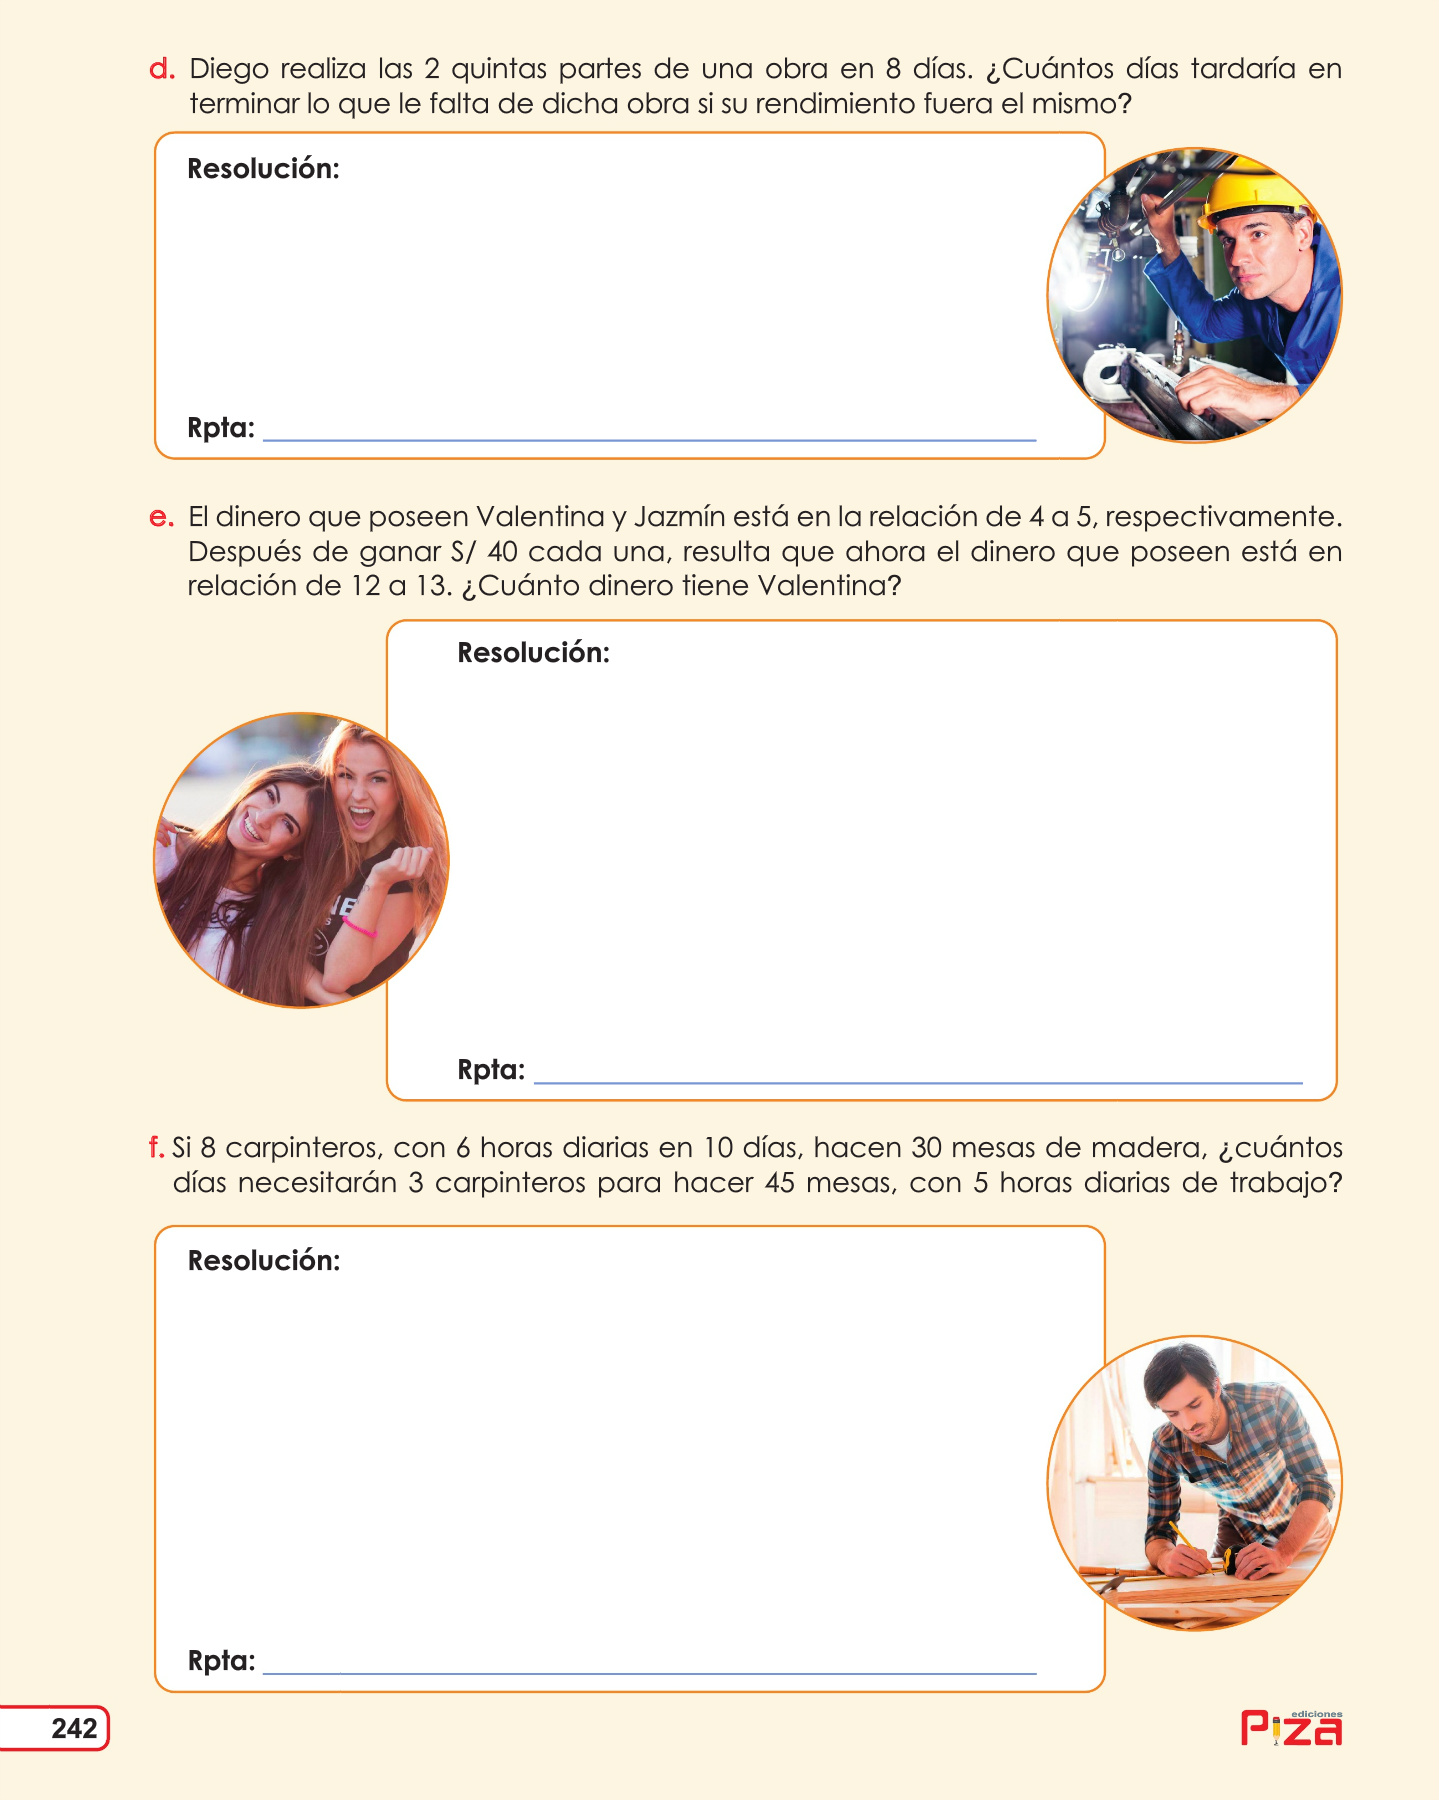 d. Diego realiza las 2 quintas partes de una obra en 8 días. ¿Cuántos días tardaría en
terminar lo que le falta de dicha obra si su rendimiento fuera el mismo?
Resolución:
Rpta:
e. El dinero que poseen Valentina y Jazmín está en la relación de 4 a 5, respectivamente.
Después de ganar S/ 40 cada una, resulta que ahora el dinero que poseen está en
relación de 12 a 13. ¿Cuánto dinero tiene Valentina?
Resolución:
Rpta:
f. Si 8 carpinteros, con 6 horas diarias en 10 días, hacen 30 mesas de madera, ¿cuántos
días necesitarán 3 carpinteros para hacer 45 mesas, con 5 horas diarias de trabajo?
Resolución:
Rpta:
242
ediciones
Piza